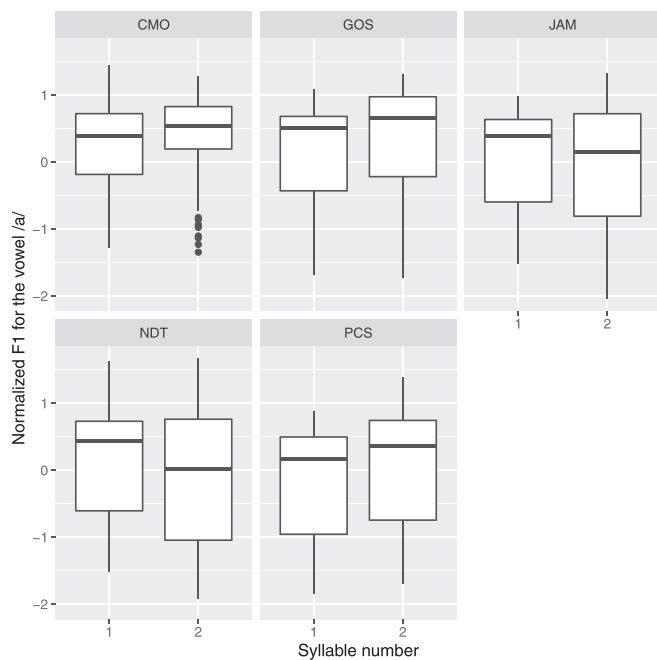 CMO GOS JAM
1
0
−1
−2
1 2
NDT PCS
1
0
−1
−2
1 2 1 2
Normalized F1 for the vowel /a/
Syllable number